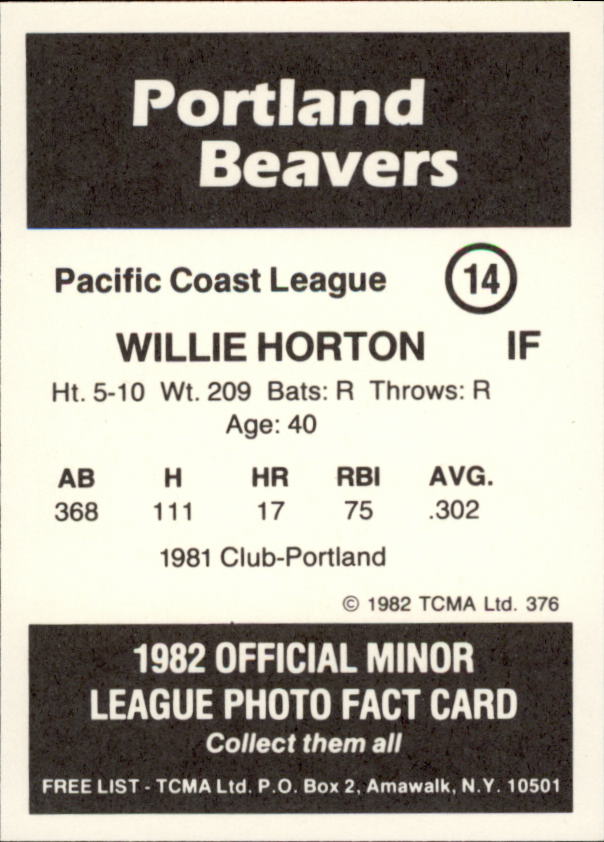 Portland
Beavers
Pacific Coast League 14
WILLIE HORTON IF
Ht. 5-10 Wt. 209 Bats: R Throws: R
Age: 40
AB H HR RBI AVG.
368 111 17 75 .302
1981 Club-Portland
© 1982 TCMA Ltd. 376
1982 OFFICIAL MINOR
LEAGUE PHOTO FACT CARD
Collect them all
FREE LIST - TCMA Ltd. P.O. Box 2, Amawalk, N.Y. 10501